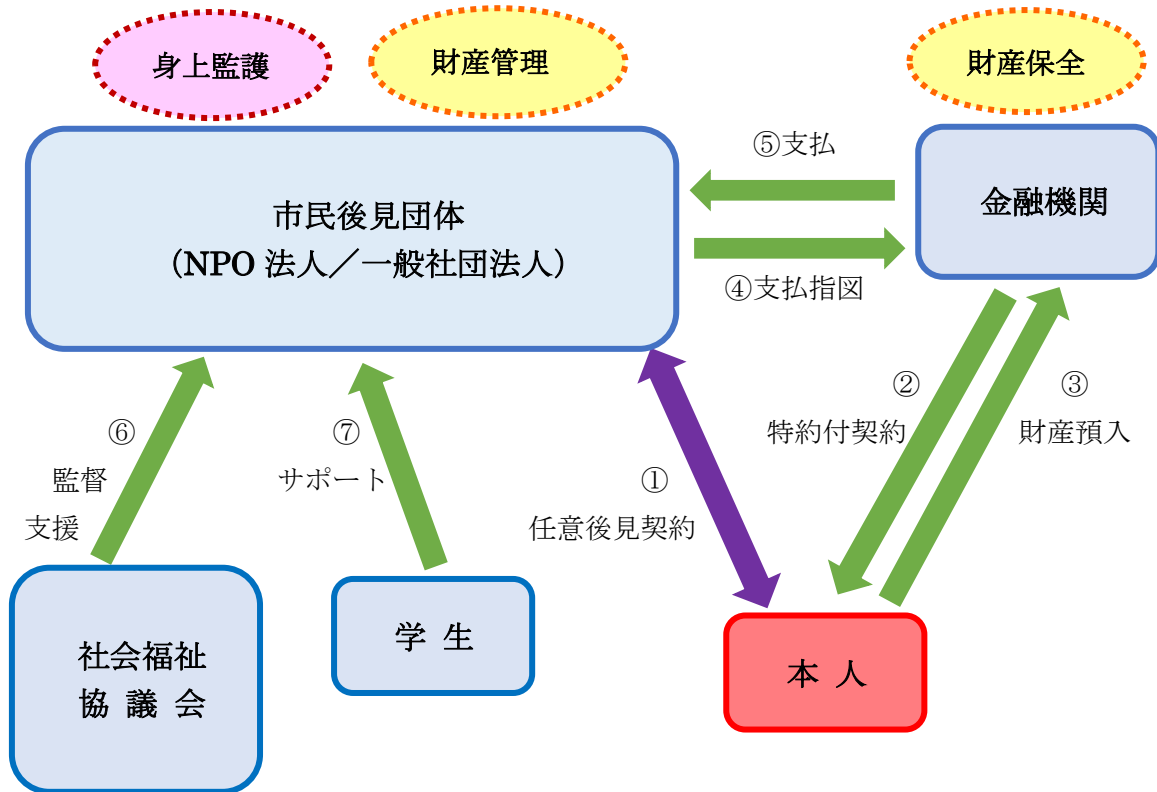 身上監護
財産管理
財産保全
市民後見団体
（NPO 法人／一般社団法人）
⑤支払
金融機関
④支払指図
②
特約付契約
③
財産預入
⑥
監督
支援
⑦
サポート
①
任意後見契約
社会福祉
協 議 会
学 生
本 人